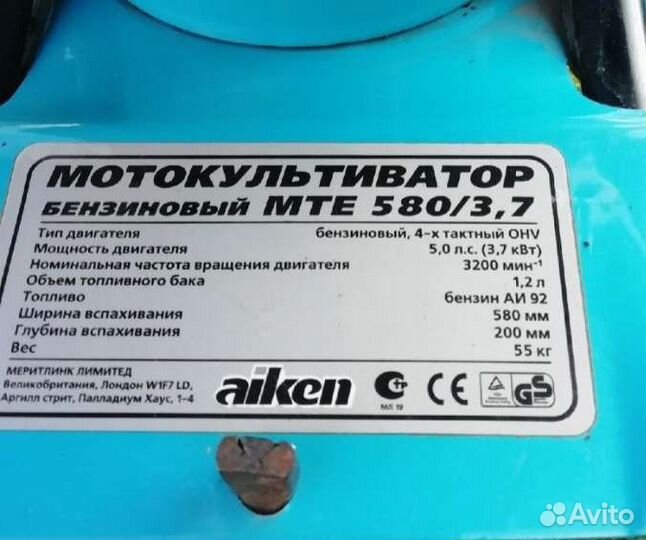 МОТОКУЛЬТИВАТОР
БЕНЗИНОВЫЙ МТЕ 580/3,7
Тип двигателя бензиновый, 4-х тактный OHV
Мощность двигателя 5,0 л.с. (3,7 кВт)
Номинальная частота вращения двигателя 3200 мин⁻¹
Объем топливного бака 1,2 л
Топливо бензин АИ 92
Ширина вспахивания 580 мм
Глубина вспахивания 200 мм
Вес 55 кг
МЕРИТЛИНК ЛИМИТЕД
Великобритания, Лондон W1F7 LD,
Аргилл стрит, Палладиум Хаус, 1-4
aiken
МЛ 19
CE
GS
Avito